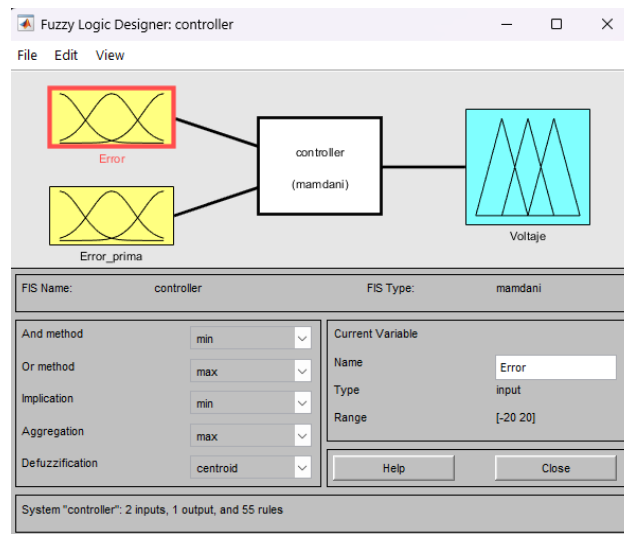 Fuzzy Logic Designer: controller
File Edit View
Error
controller
(mamdani)
Error_prima
Voltaje
FIS Name: controller FIS Type: mamdani
And method min
Or method max
Implication min
Aggregation max
Defuzzification centroid
Current Variable
Name Error
Type input
Range [-20 20]
Help Close
System "controller": 2 inputs, 1 output, and 55 rules